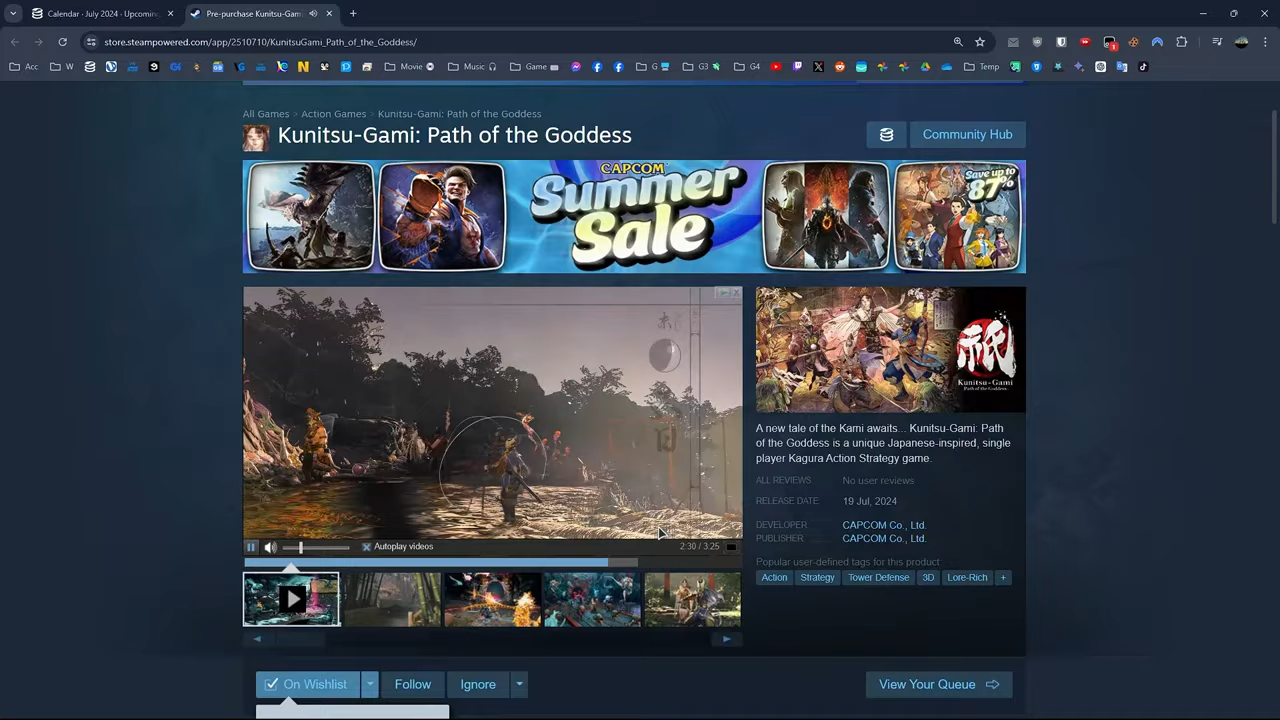 Calendar · July 2024 - Upcoming
Pre-purchase Kunitsu-Gami
store.steampowered.com/app/2510710/KunitsuGami_Path_of_the_Goddess/
Acc
W
Movie
Music
Game
G
G3
G4
Temp
All Games > Action Games > Kunitsu-Gami: Path of the Goddess
Kunitsu-Gami: Path of the Goddess
Community Hub
CAPCOM
Summer
Sale
Save up to
87%
祇
Kunitsu-Gami
Path of the Goddess
A new tale of the Kami awaits... Kunitsu-Gami: Path
of the Goddess is a unique Japanese-inspired, single
player Kagura Action Strategy game.
ALL REVIEWS No user reviews
RELEASE DATE 19 Jul, 2024
DEVELOPER CAPCOM Co., Ltd.
PUBLISHER CAPCOM Co., Ltd.
Popular user-defined tags for this product
Action Strategy Tower Defense 3D Lore-Rich +
Autoplay videos
2:30 / 3:25
On Wishlist
Follow
Ignore
View Your Queue